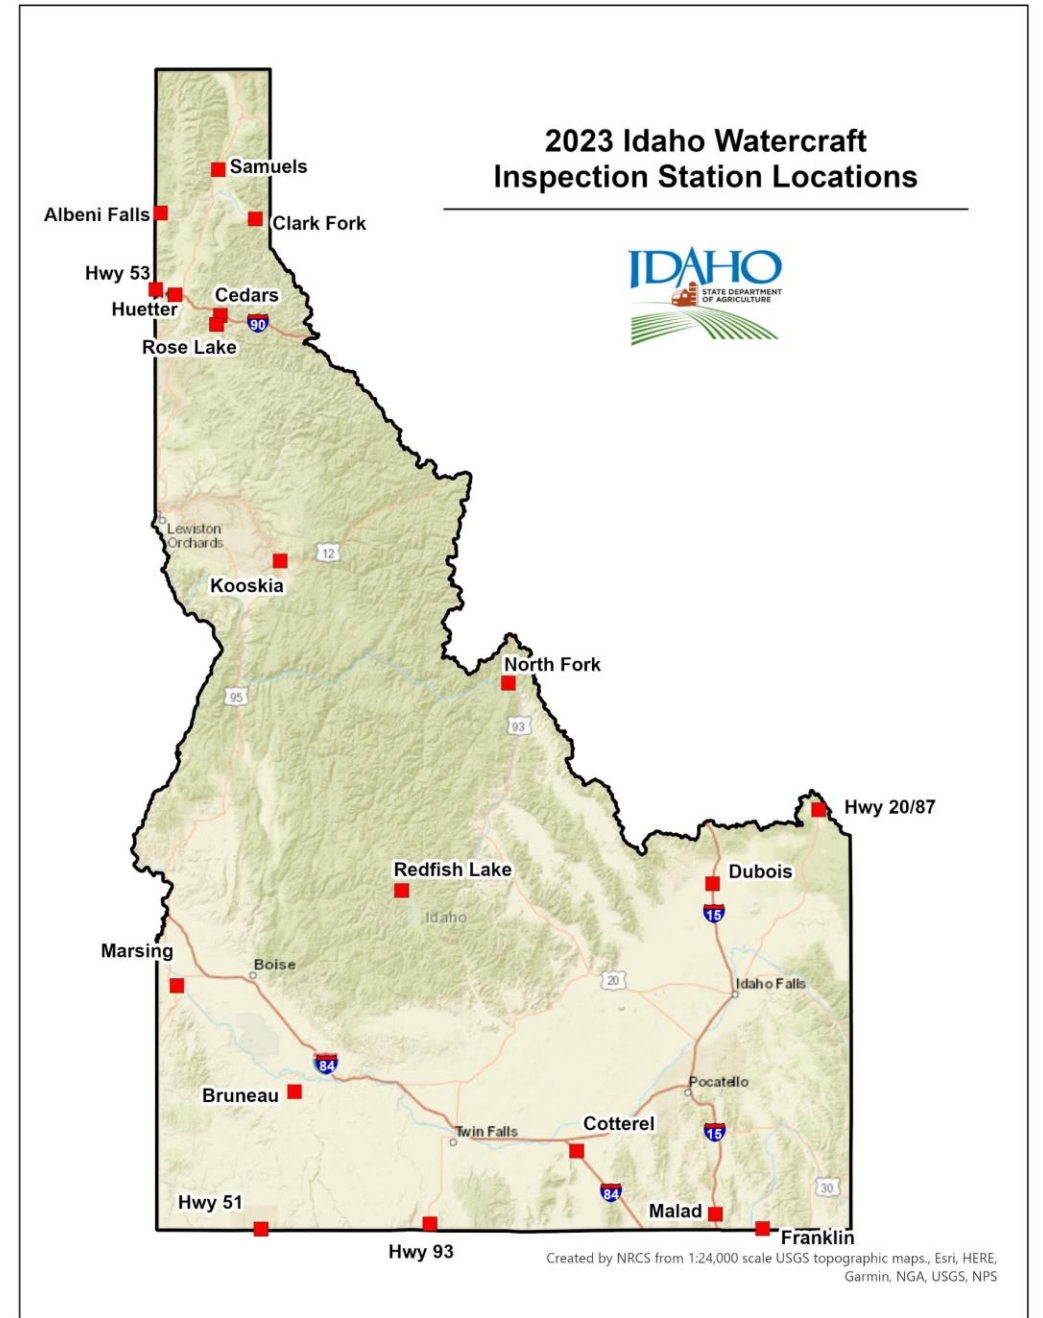 2023 Idaho Watercraft
Inspection Station Locations
IDAHO
STATE DEPARTMENT
OF AGRICULTURE
Samuels
Albeni Falls
Clark Fork
Hwy 53
Cedars
Huetter
90
Rose Lake
Lewiston
Orchards
12
Kooskia
North Fork
95
93
Hwy 20/87
Redfish Lake
Dubois
15
Idaho
Marsing
Boise
20
Idaho Falls
84
Bruneau
Pocatello
Cotterel
Twin Falls
15
30
84
Hwy 51
Malad
Franklin
Hwy 93
Created by NRCS from 1:24,000 scale USGS topographic maps., Esri, HERE,
Garmin, NGA, USGS, NPS